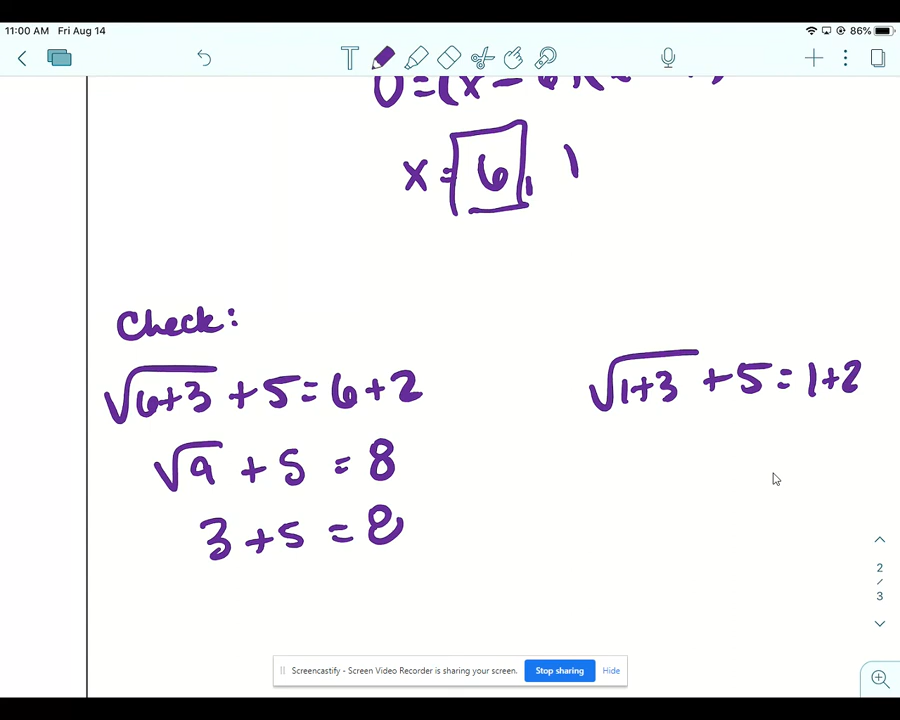 11:00 AM Fri Aug 14
86%
T
0=(x-6)(
x=6, 1
Check:
√6+3 +5=6+2
√1+3 +5=1+2
√9 +5 =8
3+5 =8
2
/
3
Screencastify - Screen Video Recorder is sharing your screen.
Stop sharing
Hide